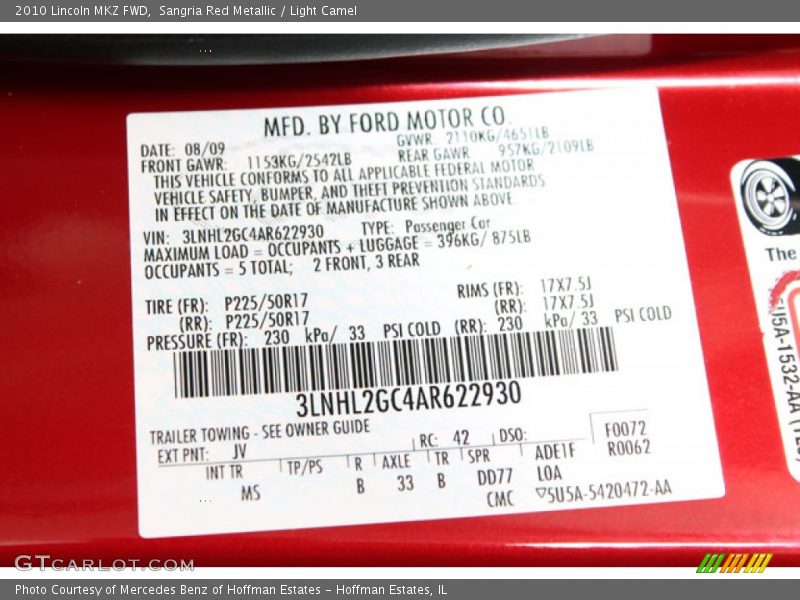 2010 Lincoln MKZ FWD, Sangria Red Metallic / Light Camel
MFD. BY FORD MOTOR CO.
DATE: 08/09 GVWR: 2110KG/4651LB
FRONT GAWR: 1153KG/2542LB REAR GAWR 957KG/2109LB
THIS VEHICLE CONFORMS TO ALL APPLICABLE FEDERAL MOTOR
VEHICLE SAFETY, BUMPER, AND THEFT PREVENTION STANDARDS
IN EFFECT ON THE DATE OF MANUFACTURE SHOWN ABOVE.
VIN: 3LNHL2GC4AR622930 TYPE: Passenger Car
MAXIMUM LOAD = OCCUPANTS + LUGGAGE = 396KG/ 875LB
OCCUPANTS = 5 TOTAL; 2 FRONT, 3 REAR
TIRE (FR): P225/50R17 RIMS (FR): 17X7.5J
(RR): P225/50R17 (RR): 17X7.5J
PRESSURE (FR): 230 kPa/ 33 PSI COLD (RR): 230 kPa/ 33 PSI COLD
3LNHL2GC4AR622930
TRAILER TOWING - SEE OWNER GUIDE
EXT PNT: JV RC: 42 DSO: F0072
INT TR TP/PS R AXLE TR SPR ADE1F R0062
MS B 33 B DD77 L0A
CMC ▽5U5A-5420472-AA
The
5U5A-1532-AA
GTCARLOT.COM
Photo Courtesy of Mercedes Benz of Hoffman Estates - Hoffman Estates, IL